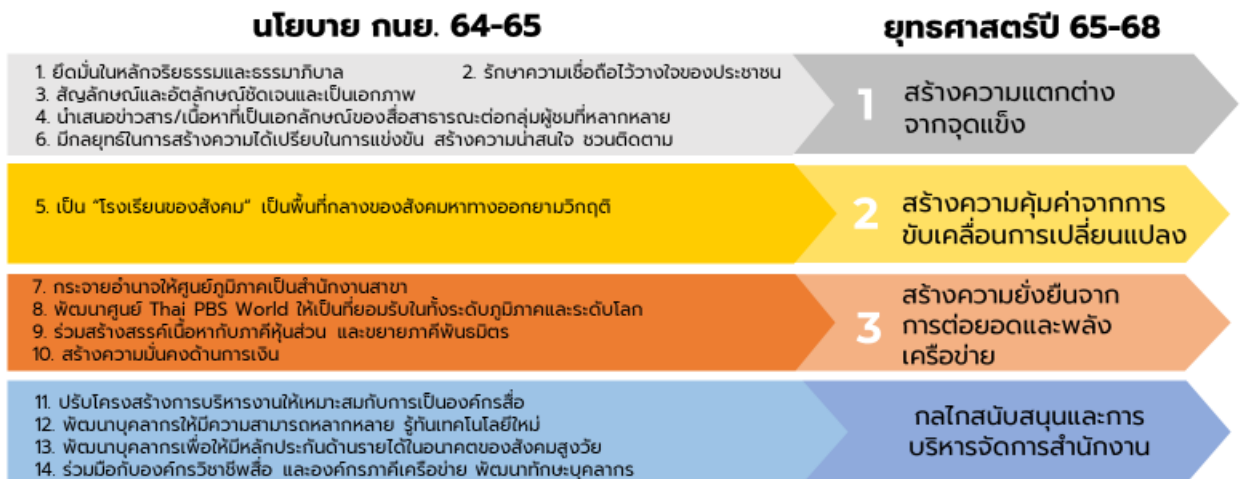 นโยบาย กนย. 64-65
ยุทธศาสตร์ปี 65-68
1. ยึดมั่นในหลักจริยธรรมและธรรมาภิบาล 2. รักษาความเชื่อถือไว้วางใจของประชาชน
3. สัญลักษณ์และอัตลักษณ์ชัดเจนและเป็นเอกภาพ
4. นำเสนอข่าวสาร/เนื้อหาที่เป็นเอกลักษณ์ของสื่อสาธารณะต่อกลุ่มผู้ชมที่หลากหลาย
6. มีกลยุทธ์ในการสร้างความได้เปรียบในการแข่งขัน สร้างความน่าสนใจ ชวนติดตาม
1
สร้างความแตกต่าง
จากจุดแข็ง
5. เป็น “โรงเรียนของสังคม” เป็นพื้นที่กลางของสังคมหาทางออกยามวิกฤติ
2
สร้างความคุ้มค่าจากการ
ขับเคลื่อนการเปลี่ยนแปลง
7. กระจายอำนาจให้ศูนย์ภูมิภาคเป็นสำนักงานสาขา
8. พัฒนาศูนย์ Thai PBS World ให้เป็นที่ยอมรับในทั้งระดับภูมิภาคและระดับโลก
9. ร่วมสร้างสรรค์เนื้อหากับภาคีหุ้นส่วน และขยายภาคีพันธมิตร
10. สร้างความมั่นคงด้านการเงิน
3
สร้างความยั่งยืนจาก
การต่อยอดและพลัง
เครือข่าย
11. ปรับโครงสร้างการบริหารงานให้เหมาะสมกับการเป็นองค์กรสื่อ
12. พัฒนาบุคลากรให้มีความสามารถหลากหลาย รู้ทันเทคโนโลยีใหม่
13. พัฒนาบุคลากรเพื่อให้มีหลักประกันด้านรายได้ในอนาคตของสังคมสูงวัย
14. ร่วมมือกับองค์กรวิชาชีพสื่อ และองค์กรภาคีเครือข่าย พัฒนาทักษะบุคลากร
กลไกสนับสนุนและการ
บริหารจัดการสำนักงาน